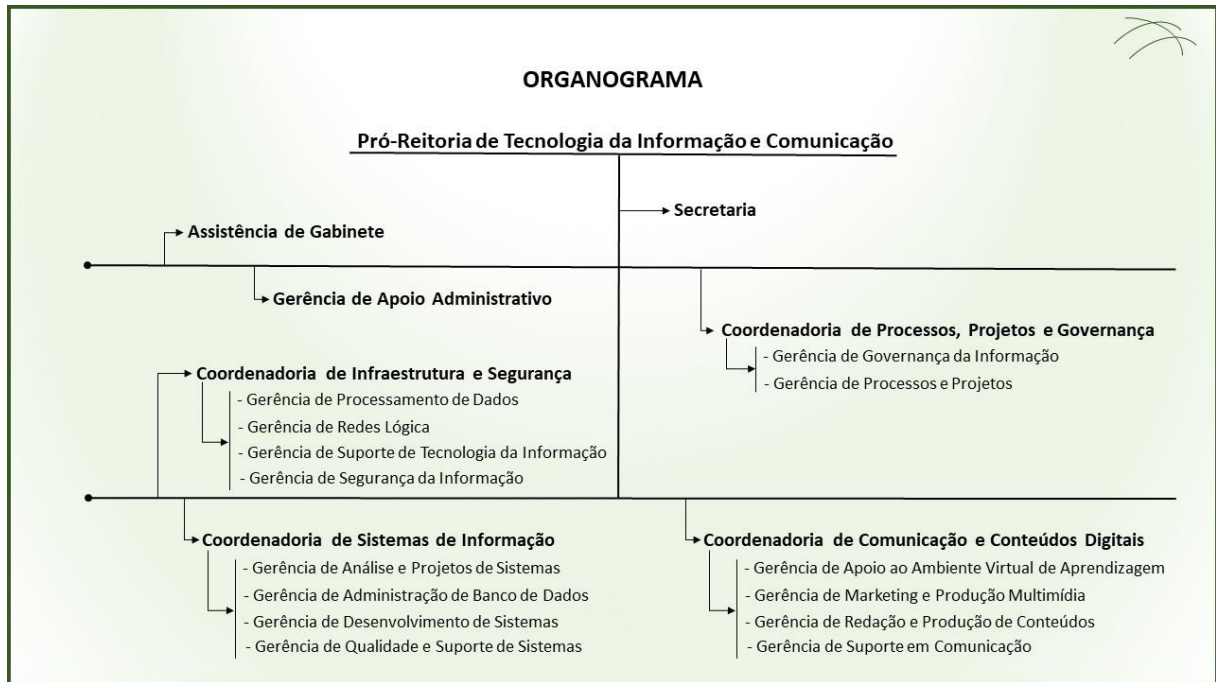 ORGANOGRAMA
Pró-Reitoria de Tecnologia da Informação e Comunicação
Secretaria
Assistência de Gabinete
Gerência de Apoio Administrativo
Coordenadoria de Processos, Projetos e Governança
- Gerência de Governança da Informação
- Gerência de Processos e Projetos
Coordenadoria de Infraestrutura e Segurança
- Gerência de Processamento de Dados
- Gerência de Redes Lógica
- Gerência de Suporte de Tecnologia da Informação
- Gerência de Segurança da Informação
Coordenadoria de Sistemas de Informação
- Gerência de Análise e Projetos de Sistemas
- Gerência de Administração de Banco de Dados
- Gerência de Desenvolvimento de Sistemas
- Gerência de Qualidade e Suporte de Sistemas
Coordenadoria de Comunicação e Conteúdos Digitais
- Gerência de Apoio ao Ambiente Virtual de Aprendizagem
- Gerência de Marketing e Produção Multimídia
- Gerência de Redação e Produção de Conteúdos
- Gerência de Suporte em Comunicação